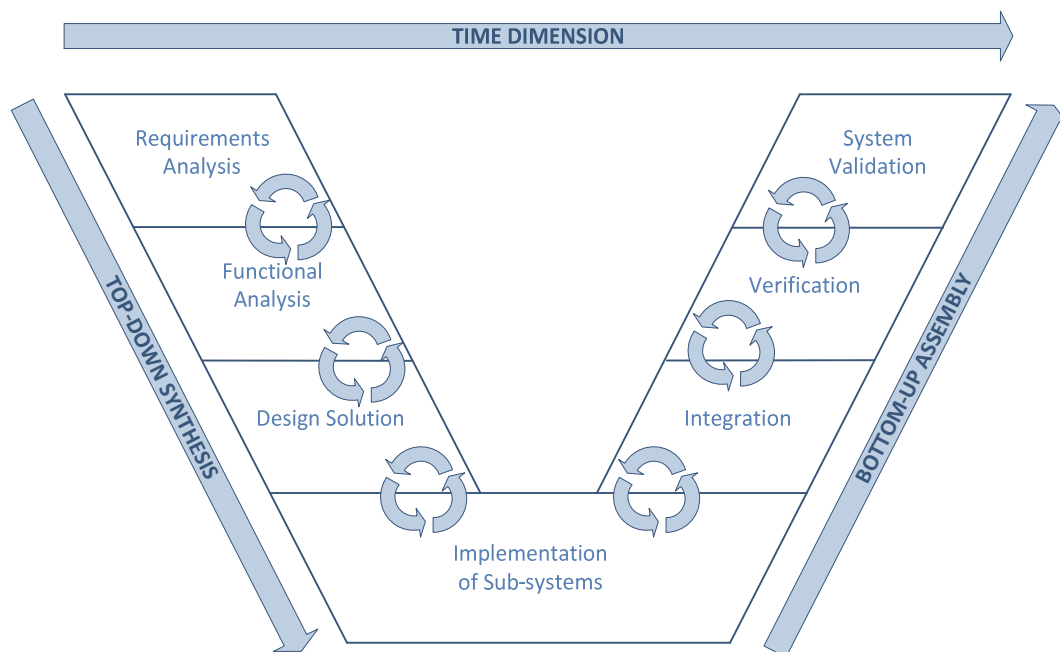 TIME DIMENSION
Requirements
Analysis
System
Validation
Functional
Analysis
Verification
TOP-DOWN SYNTHESIS
BOTTOM-UP ASSEMBLY
Design Solution
Integration
Implementation
of Sub-systems